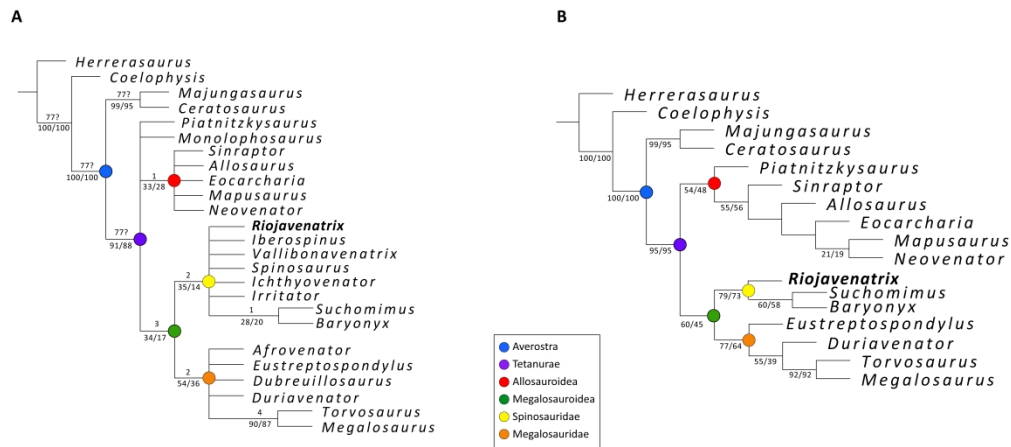 A
B
Herrerasaurus
Coelophysis
77?
100/100
77?
99/95
Majungasaurus
Ceratosaurus
77?
100/100
Piatnitzkysaurus
Monolophosaurus
Sinraptor
Allosaurus
1
33/28
Eocarcharia
Mapusaurus
Neovenator
77?
91/88
Riojavenatrix
Iberospinus
Vallibonavenatrix
Spinosaurus
2
35/14
Ichthyovenator
Irritator
1
28/20
Suchomimus
Baryonyx
3
34/17
Afrovenator
Eustreptospondylus
2
54/36
Dubreuillosaurus
Duriavenator
4
90/87
Torvosaurus
Megalosaurus
Averostra
Tetanurae
Allosauroidea
Megalosauroidea
Spinosauridae
Megalosauridae
Herrerasaurus
Coelophysis
100/100
99/95
Majungasaurus
Ceratosaurus
100/100
Piatnitzkysaurus
54/48
Sinraptor
55/56
Allosaurus
Eocarcharia
Mapusaurus
21/19
Neovenator
95/95
Riojavenatrix
79/73
Suchomimus
60/58
Baryonyx
60/45
Eustreptospondylus
77/64
Duriavenator
55/39
Torvosaurus
92/92
Megalosaurus